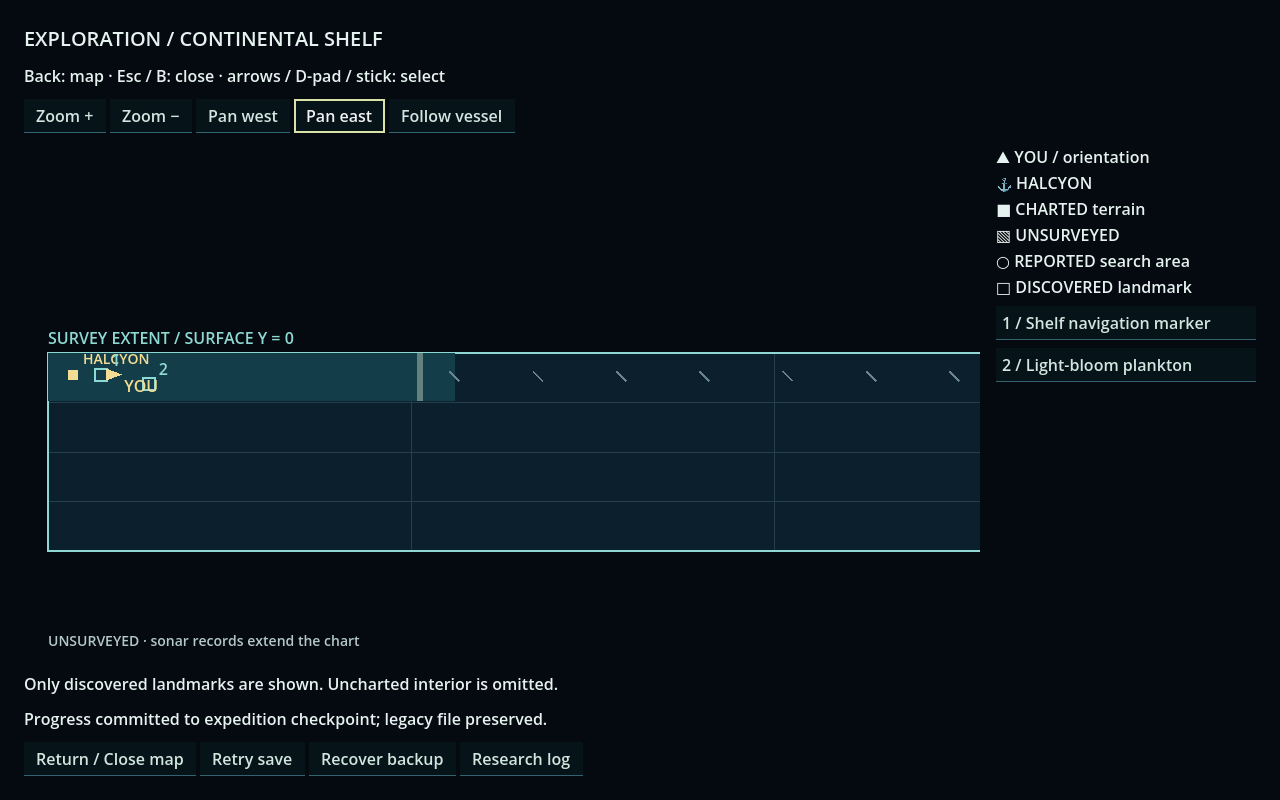 EXPLORATION / CONTINENTAL SHELF
Back: map · Esc / B: close · arrows / D-pad / stick: select
Zoom +
Zoom −
Pan west
Pan east
Follow vessel
▲ YOU / orientation
⚓ HALCYON
■ CHARTED terrain
▧ UNSURVEYED
○ REPORTED search area
□ DISCOVERED landmark
1 / Shelf navigation marker
2 / Light-bloom plankton
SURVEY EXTENT / SURFACE Y = 0
HALCYON
1
2
YOU
UNSURVEYED · sonar records extend the chart
Only discovered landmarks are shown. Uncharted interior is omitted.
Progress committed to expedition checkpoint; legacy file preserved.
Return / Close map
Retry save
Recover backup
Research log